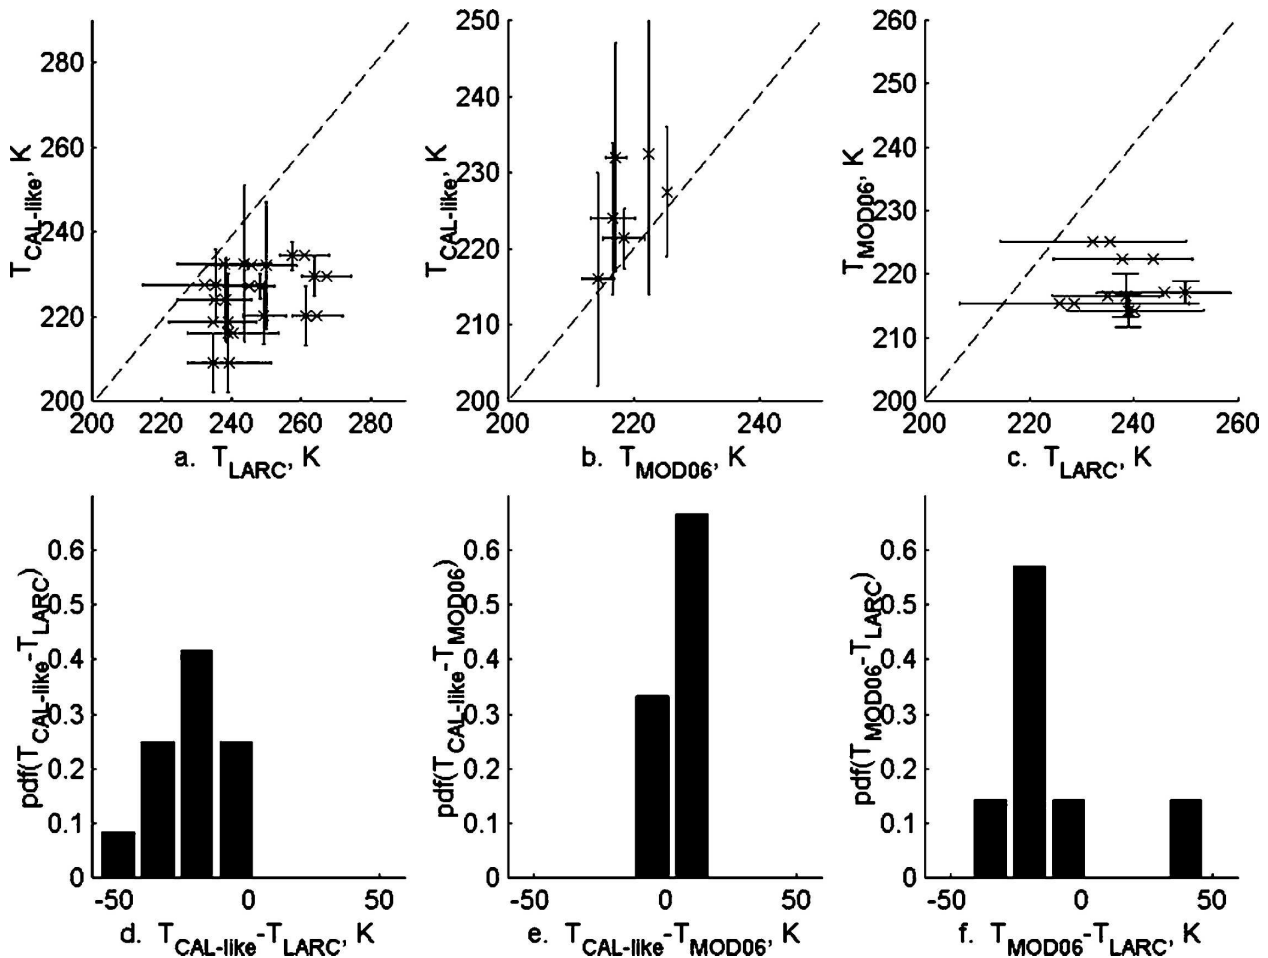 T_CAL-like, K
280
260
240
220
200
200 220 240 260 280
a. T_LARC, K
T_CAL-like, K
250
240
230
220
210
200
200 220 240
b. T_MOD06, K
T_MOD06, K
260
250
240
230
220
210
200
200 220 240 260
c. T_LARC, K
pdf(T_CAL-like-T_LARC)
0.6
0.5
0.4
0.3
0.2
0.1
0
-50 0 50
d. T_CAL-like-T_LARC, K
pdf(T_CAL-like-T_MOD06)
0.6
0.5
0.4
0.3
0.2
0.1
0
-50 0 50
e. T_CAL-like-T_MOD06, K
pdf(T_MOD06-T_LARC)
0.6
0.5
0.4
0.3
0.2
0.1
0
-50 0 50
f. T_MOD06-T_LARC, K